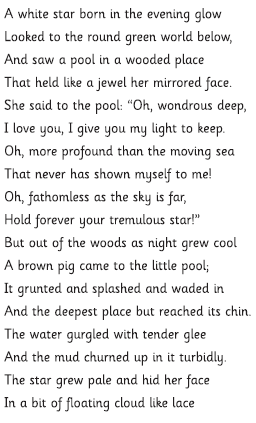 A white star born in the evening glow
Looked to the round green world below,
And saw a pool in a wooded place
That held like a jewel her mirrored face.
She said to the pool: “Oh, wondrous deep,
I love you, I give you my light to keep.
Oh, more profound than the moving sea
That never has shown myself to me!
Oh, fathomless as the sky is far,
Hold forever your tremulous star!”
But out of the woods as night grew cool
A brown pig came to the little pool;
It grunted and splashed and waded in
And the deepest place but reached its chin.
The water gurgled with tender glee
And the mud churned up in it turbidly.
The star grew pale and hid her face
In a bit of floating cloud like lace